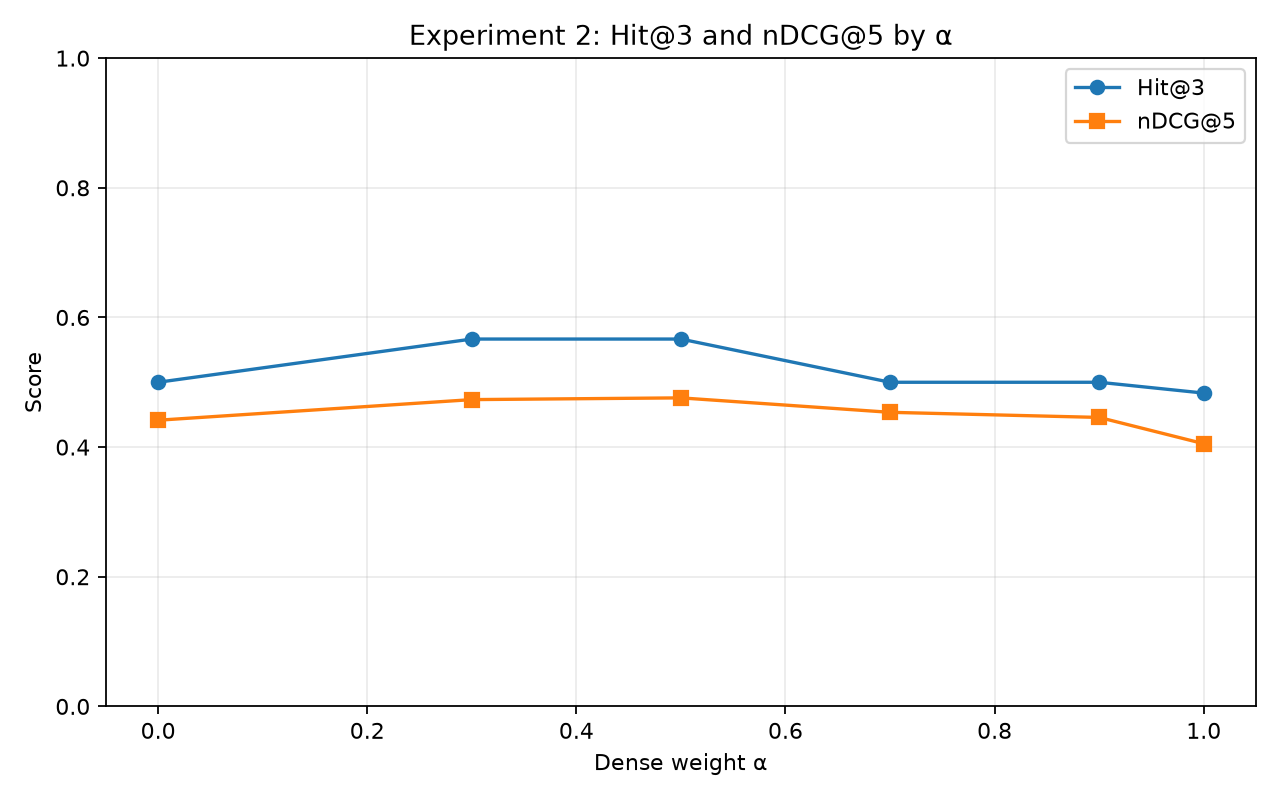 Experiment 2: Hit@3 and nDCG@5 by α
Hit@3
nDCG@5
1.0
0.8
0.6
0.4
0.2
0.0
Score
0.0 0.2 0.4 0.6 0.8 1.0
Dense weight α